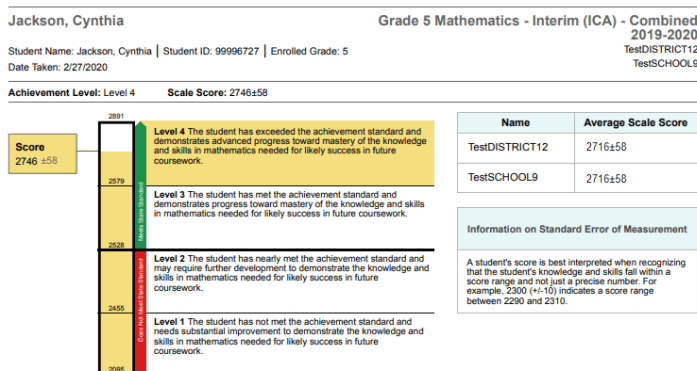 Jackson, Cynthia
Grade 5 Mathematics - Interim (ICA) - Combined
2019-2020
Student Name: Jackson, Cynthia | Student ID: 99996727 | Enrolled Grade: 5
TestDISTRICT12
Date Taken: 2/27/2020
TestSCHOOL9
Achievement Level: Level 4 Scale Score: 2746±58
Score
2746 ±58
2891
2579
2528
2455
2095
Meets State Standard
Does Not Meet State Standard
Level 4 The student has exceeded the achievement standard and
demonstrates advanced progress toward mastery of the knowledge
and skills in mathematics needed for likely success in future
coursework.
Level 3 The student has met the achievement standard and
demonstrates progress toward mastery of the knowledge and skills
in mathematics needed for likely success in future coursework.
Level 2 The student has nearly met the achievement standard and
may require further development to demonstrate the knowledge and
skills in mathematics needed for likely success in future
coursework.
Level 1 The student has not met the achievement standard and
needs substantial improvement to demonstrate the knowledge and
skills in mathematics needed for likely success in future
coursework.
Name Average Scale Score
TestDISTRICT12 2716±58
TestSCHOOL9 2716±58
Information on Standard Error of Measurement
A student's score is best interpreted when recognizing
that the student's knowledge and skills fall within a
score range and not just a precise number. For
example, 2300 (+/-10) indicates a score range
between 2290 and 2310.